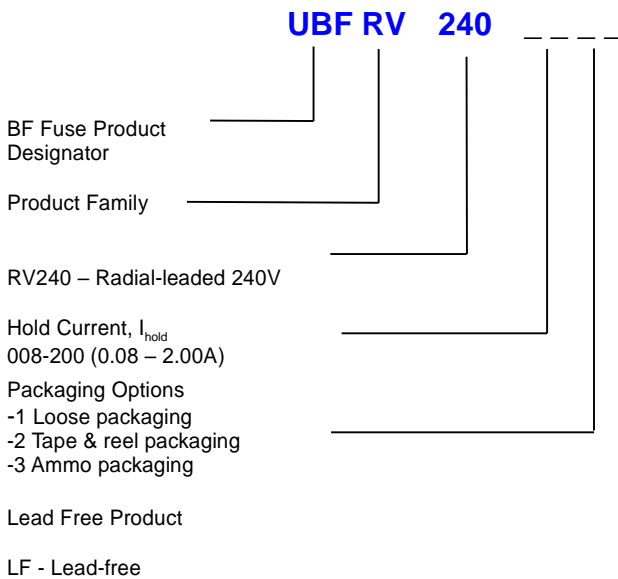 UBF RV 240 _ _ _ _
BF Fuse Product
Designator
Product Family
RV240 – Radial-leaded 240V
Hold Current, Ihold
008-200 (0.08 – 2.00A)
Packaging Options
-1 Loose packaging
-2 Tape & reel packaging
-3 Ammo packaging
Lead Free Product
LF - Lead-free